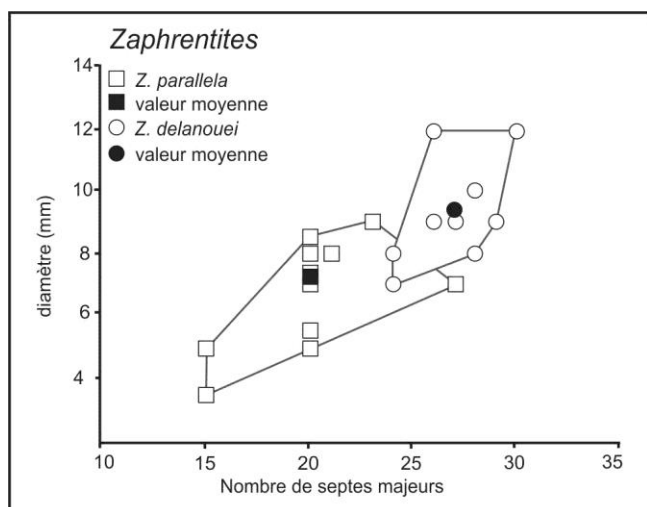 Zaphrentites
14
Z. parallela
valeur moyenne
12
Z. delanouei
valeur moyenne
10
diamètre (mm)
8
6
4
10 15 20 25 30 35
Nombre de septes majeurs